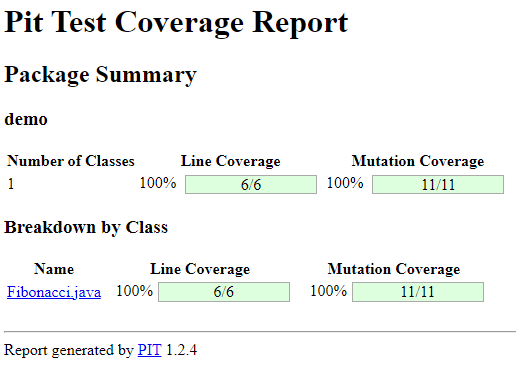 Pit Test Coverage Report
Package Summary
demo
Number of Classes Line Coverage Mutation Coverage
1 100% 6/6 100% 11/11
Breakdown by Class
Name Line Coverage Mutation Coverage
Fibonacci.java 100% 6/6 100% 11/11
Report generated by PIT 1.2.4